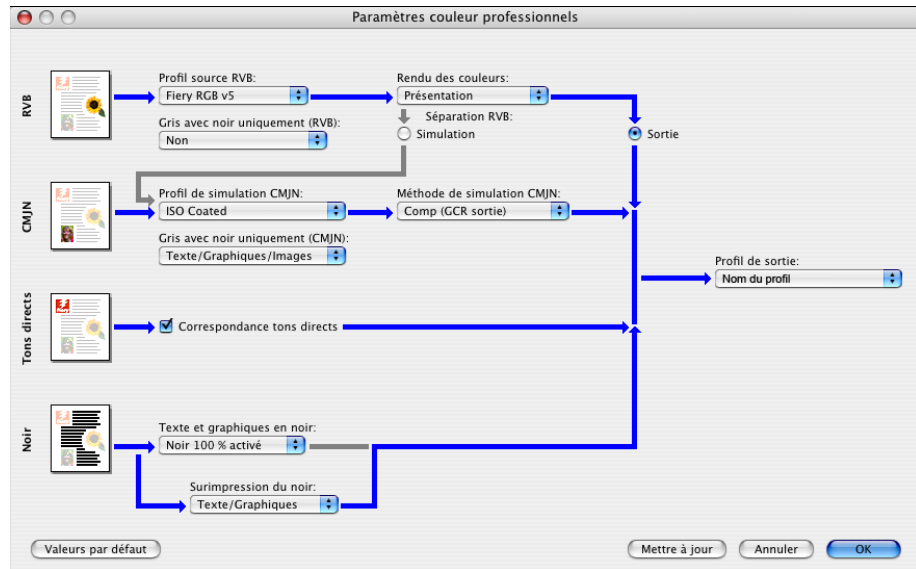 Paramètres couleur professionnels
RVB
Profil source RVB:
Fiery RGB v5
Rendu des couleurs:
Présentation
Gris avec noir uniquement (RVB):
Non
Séparation RVB:
Simulation
Sortie
CMJN
Profil de simulation CMJN:
ISO Coated
Méthode de simulation CMJN:
Comp (GCR sortie)
Gris avec noir uniquement (CMJN):
Texte/Graphiques/Images
Profil de sortie:
Nom du profil
Tons directs
Correspondance tons directs
Noir
Texte et graphiques en noir:
Noir 100 % activé
Surimpression du noir:
Texte/Graphiques
Valeurs par défaut
Mettre à jour
Annuler
OK